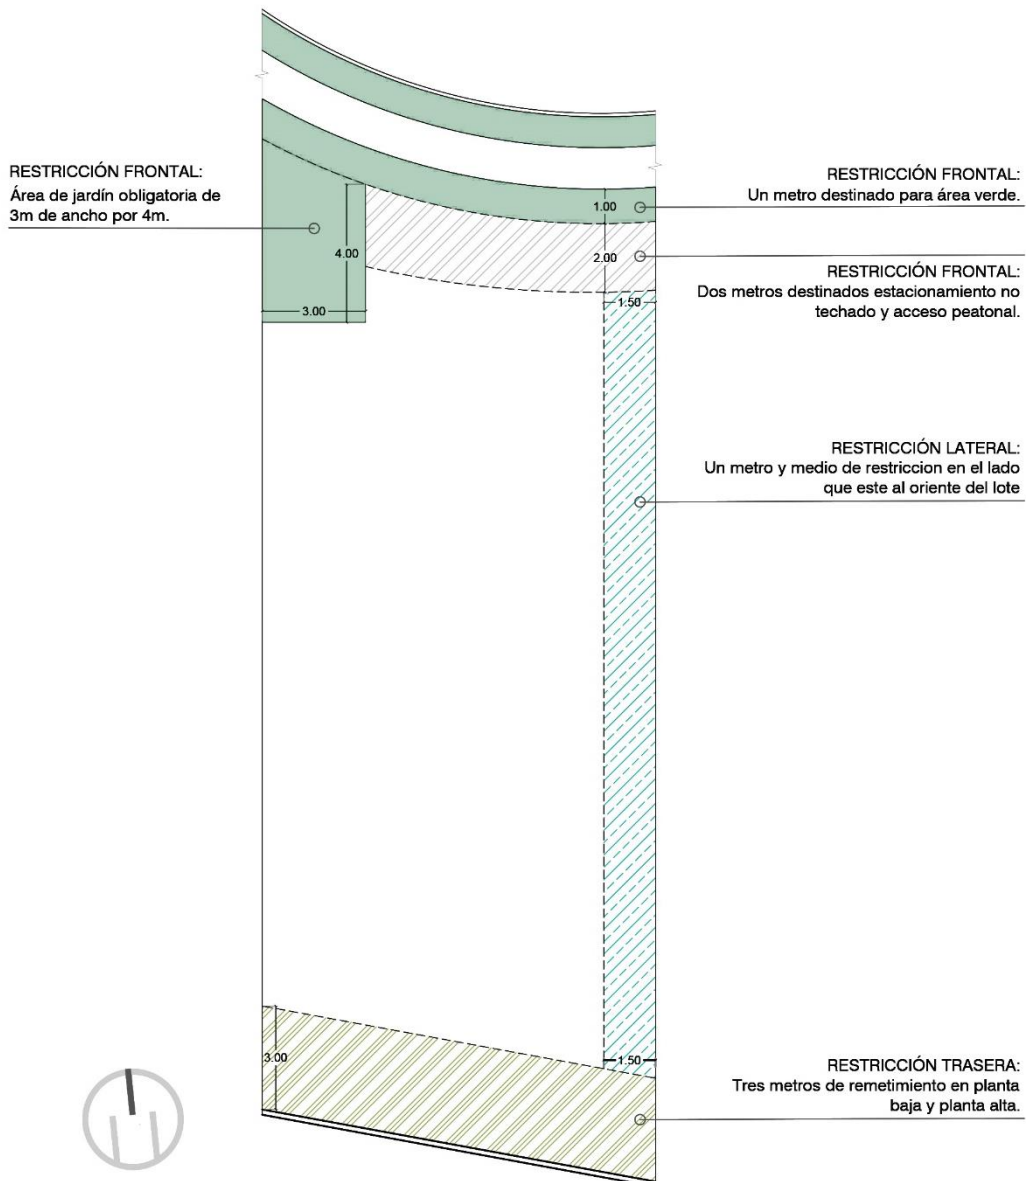 RESTRICCIÓN FRONTAL:
Área de jardín obligatoria de
3m de ancho por 4m.
4.00
3.00
RESTRICCIÓN FRONTAL:
Un metro destinado para área verde.
1.00
2.00
RESTRICCIÓN FRONTAL:
Dos metros destinados estacionamiento no
techado y acceso peatonal.
1.50
RESTRICCIÓN LATERAL:
Un metro y medio de restriccion en el lado
que este al oriente del lote
3.00
1.50
RESTRICCIÓN TRASERA:
Tres metros de remetimiento en planta
baja y planta alta.